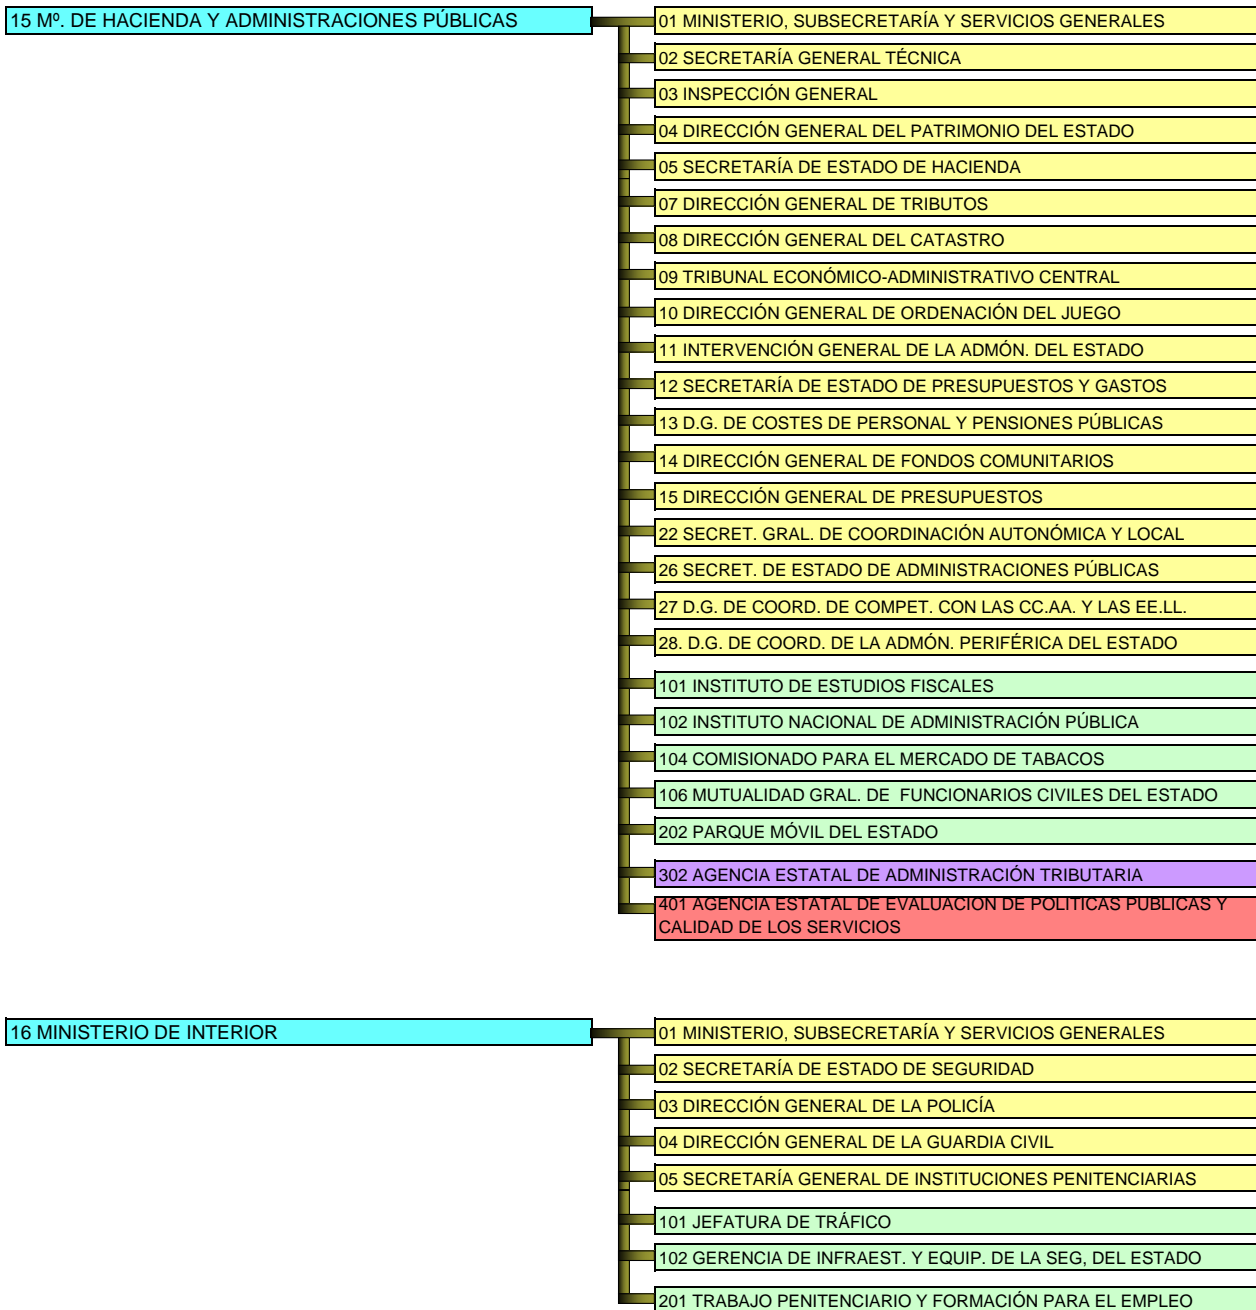 15 Mº. DE HACIENDA Y ADMINISTRACIONES PÚBLICAS
01 MINISTERIO, SUBSECRETARÍA Y SERVICIOS GENERALES
02 SECRETARÍA GENERAL TÉCNICA
03 INSPECCIÓN GENERAL
04 DIRECCIÓN GENERAL DEL PATRIMONIO DEL ESTADO
05 SECRETARÍA DE ESTADO DE HACIENDA
07 DIRECCIÓN GENERAL DE TRIBUTOS
08 DIRECCIÓN GENERAL DEL CATASTRO
09 TRIBUNAL ECONÓMICO-ADMINISTRATIVO CENTRAL
10 DIRECCIÓN GENERAL DE ORDENACIÓN DEL JUEGO
11 INTERVENCIÓN GENERAL DE LA ADMÓN. DEL ESTADO
12 SECRETARÍA DE ESTADO DE PRESUPUESTOS Y GASTOS
13 D.G. DE COSTES DE PERSONAL Y PENSIONES PÚBLICAS
14 DIRECCIÓN GENERAL DE FONDOS COMUNITARIOS
15 DIRECCIÓN GENERAL DE PRESUPUESTOS
22 SECRET. GRAL. DE COORDINACIÓN AUTONÓMICA Y LOCAL
26 SECRET. DE ESTADO DE ADMINISTRACIONES PÚBLICAS
27 D.G. DE COORD. DE COMPET. CON LAS CC.AA. Y LAS EE.LL.
28. D.G. DE COORD. DE LA ADMÓN. PERIFÉRICA DEL ESTADO
101 INSTITUTO DE ESTUDIOS FISCALES
102 INSTITUTO NACIONAL DE ADMINISTRACIÓN PÚBLICA
104 COMISIONADO PARA EL MERCADO DE TABACOS
106 MUTUALIDAD GRAL. DE FUNCIONARIOS CIVILES DEL ESTADO
202 PARQUE MÓVIL DEL ESTADO
302 AGENCIA ESTATAL DE ADMINISTRACIÓN TRIBUTARIA
401 AGENCIA ESTATAL DE EVALUACIÓN DE POLÍTICAS PÚBLICAS Y
CALIDAD DE LOS SERVICIOS
16 MINISTERIO DE INTERIOR
01 MINISTERIO, SUBSECRETARÍA Y SERVICIOS GENERALES
02 SECRETARÍA DE ESTADO DE SEGURIDAD
03 DIRECCIÓN GENERAL DE LA POLICÍA
04 DIRECCIÓN GENERAL DE LA GUARDIA CIVIL
05 SECRETARÍA GENERAL DE INSTITUCIONES PENITENCIARIAS
101 JEFATURA DE TRÁFICO
102 GERENCIA DE INFRAEST. Y EQUIP. DE LA SEG, DEL ESTADO
201 TRABAJO PENITENCIARIO Y FORMACIÓN PARA EL EMPLEO